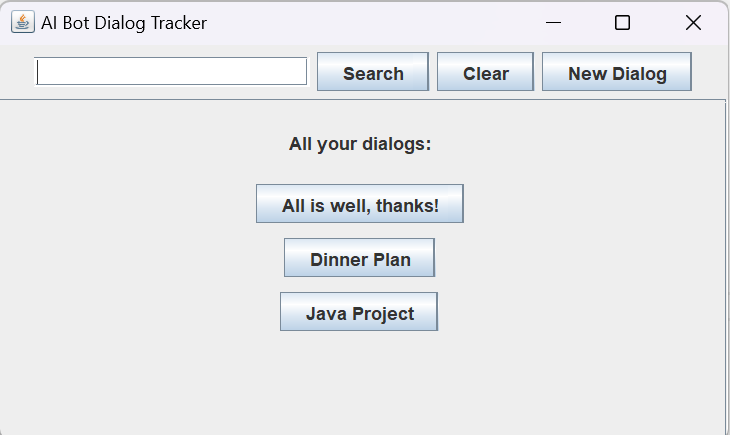 AI Bot Dialog Tracker
Search Clear New Dialog
All your dialogs:
All is well, thanks!
Dinner Plan
Java Project